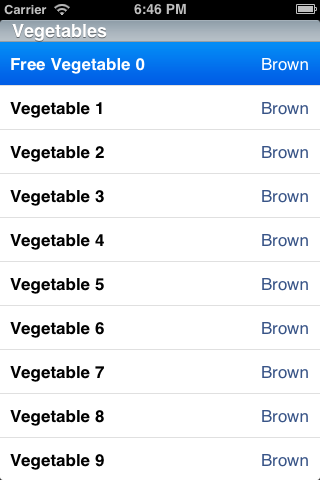 Carrier 6:46 PM
Vegetables
Free Vegetable 0 Brown
Vegetable 1 Brown
Vegetable 2 Brown
Vegetable 3 Brown
Vegetable 4 Brown
Vegetable 5 Brown
Vegetable 6 Brown
Vegetable 7 Brown
Vegetable 8 Brown
Vegetable 9 Brown